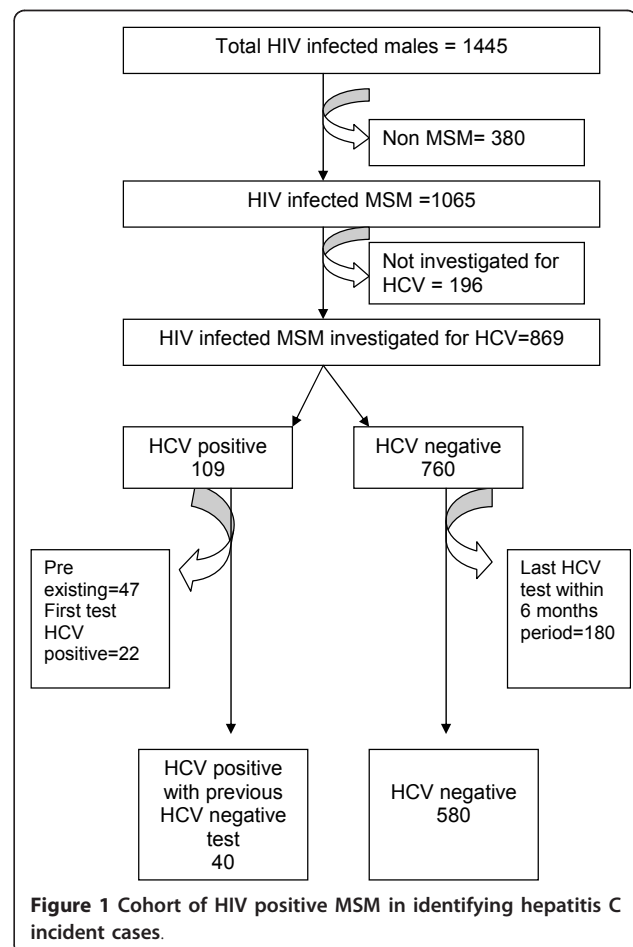 Total HIV infected males = 1445
Non MSM= 380
HIV infected MSM =1065
Not investigated for
HCV = 196
HIV infected MSM investigated for HCV=869
HCV positive
109
HCV negative
760
Pre
existing=47
First test
HCV
positive=22
Last HCV
test within
6 months
period=180
HCV positive
with previous
HCV negative
test
40
HCV negative
580
Figure 1 Cohort of HIV positive MSM in identifying hepatitis C
incident cases.